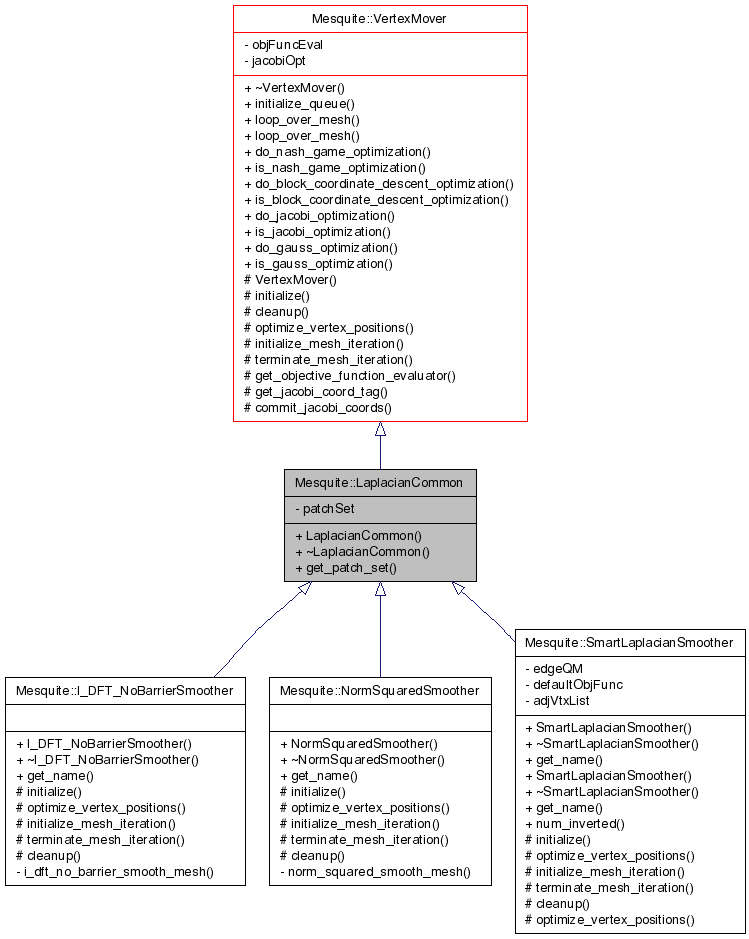 Mesquite::VertexMover
- objFuncEval
- jacobiOpt
+ ~VertexMover()
+ initialize_queue()
+ loop_over_mesh()
+ loop_over_mesh()
+ do_nash_game_optimization()
+ is_nash_game_optimization()
+ do_block_coordinate_descent_optimization()
+ is_block_coordinate_descent_optimization()
+ do_jacobi_optimization()
+ is_jacobi_optimization()
+ do_gauss_optimization()
+ is_gauss_optimization()
# VertexMover()
# initialize()
# cleanup()
# optimize_vertex_positions()
# initialize_mesh_iteration()
# terminate_mesh_iteration()
# get_objective_function_evaluator()
# get_jacobi_coord_tag()
# commit_jacobi_coords()
Mesquite::LaplacianCommon
- patchSet
+ LaplacianCommon()
+ ~LaplacianCommon()
+ get_patch_set()
Mesquite::I_DFT_NoBarrierSmoother
+ I_DFT_NoBarrierSmoother()
+ ~I_DFT_NoBarrierSmoother()
+ get_name()
# initialize()
# optimize_vertex_positions()
# initialize_mesh_iteration()
# terminate_mesh_iteration()
# cleanup()
- i_dft_no_barrier_smooth_mesh()
Mesquite::NormSquaredSmoother
+ NormSquaredSmoother()
+ ~NormSquaredSmoother()
+ get_name()
# initialize()
# optimize_vertex_positions()
# initialize_mesh_iteration()
# terminate_mesh_iteration()
# cleanup()
- norm_squared_smooth_mesh()
Mesquite::SmartLaplacianSmoother
- edgeQM
- defaultObjFunc
- adjVtxList
+ SmartLaplacianSmoother()
+ ~SmartLaplacianSmoother()
+ get_name()
+ SmartLaplacianSmoother()
+ ~SmartLaplacianSmoother()
+ get_name()
+ num_inverted()
# initialize()
# optimize_vertex_positions()
# initialize_mesh_iteration()
# terminate_mesh_iteration()
# cleanup()
# optimize_vertex_positions()